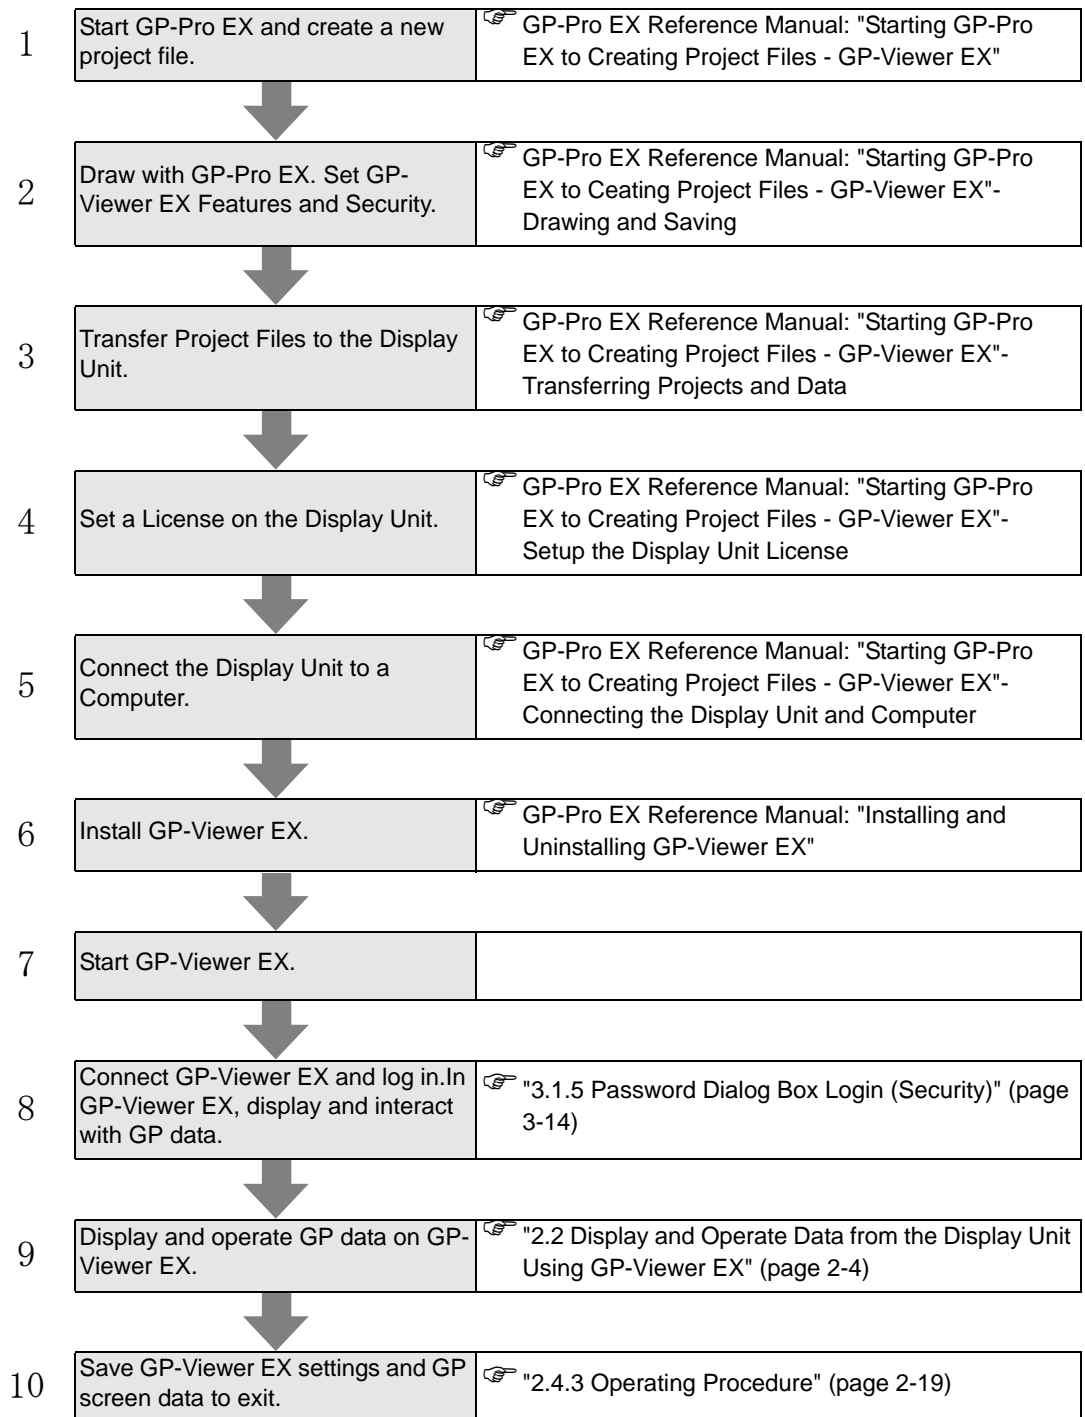 1
Start GP-Pro EX and create a new
project file.
GP-Pro EX Reference Manual: "Starting GP-Pro
EX to Creating Project Files - GP-Viewer EX"
2
Draw with GP-Pro EX. Set GP-
Viewer EX Features and Security.
GP-Pro EX Reference Manual: "Starting GP-Pro
EX to Ceating Project Files - GP-Viewer EX"-
Drawing and Saving
3
Transfer Project Files to the Display
Unit.
GP-Pro EX Reference Manual: "Starting GP-Pro
EX to Creating Project Files - GP-Viewer EX"-
Transferring Projects and Data
4
Set a License on the Display Unit.
GP-Pro EX Reference Manual: "Starting GP-Pro
EX to Creating Project Files - GP-Viewer EX"-
Setup the Display Unit License
5
Connect the Display Unit to a
Computer.
GP-Pro EX Reference Manual: "Starting GP-Pro
EX to Creating Project Files - GP-Viewer EX"-
Connecting the Display Unit and Computer
6
Install GP-Viewer EX.
GP-Pro EX Reference Manual: "Installing and
Uninstalling GP-Viewer EX"
7
Start GP-Viewer EX.
8
Connect GP-Viewer EX and log in.In
GP-Viewer EX, display and interact
with GP data.
"3.1.5 Password Dialog Box Login (Security)" (page
3-14)
9
Display and operate GP data on GP-
Viewer EX.
"2.2 Display and Operate Data from the Display Unit
Using GP-Viewer EX" (page 2-4)
10
Save GP-Viewer EX settings and GP
screen data to exit.
"2.4.3 Operating Procedure" (page 2-19)